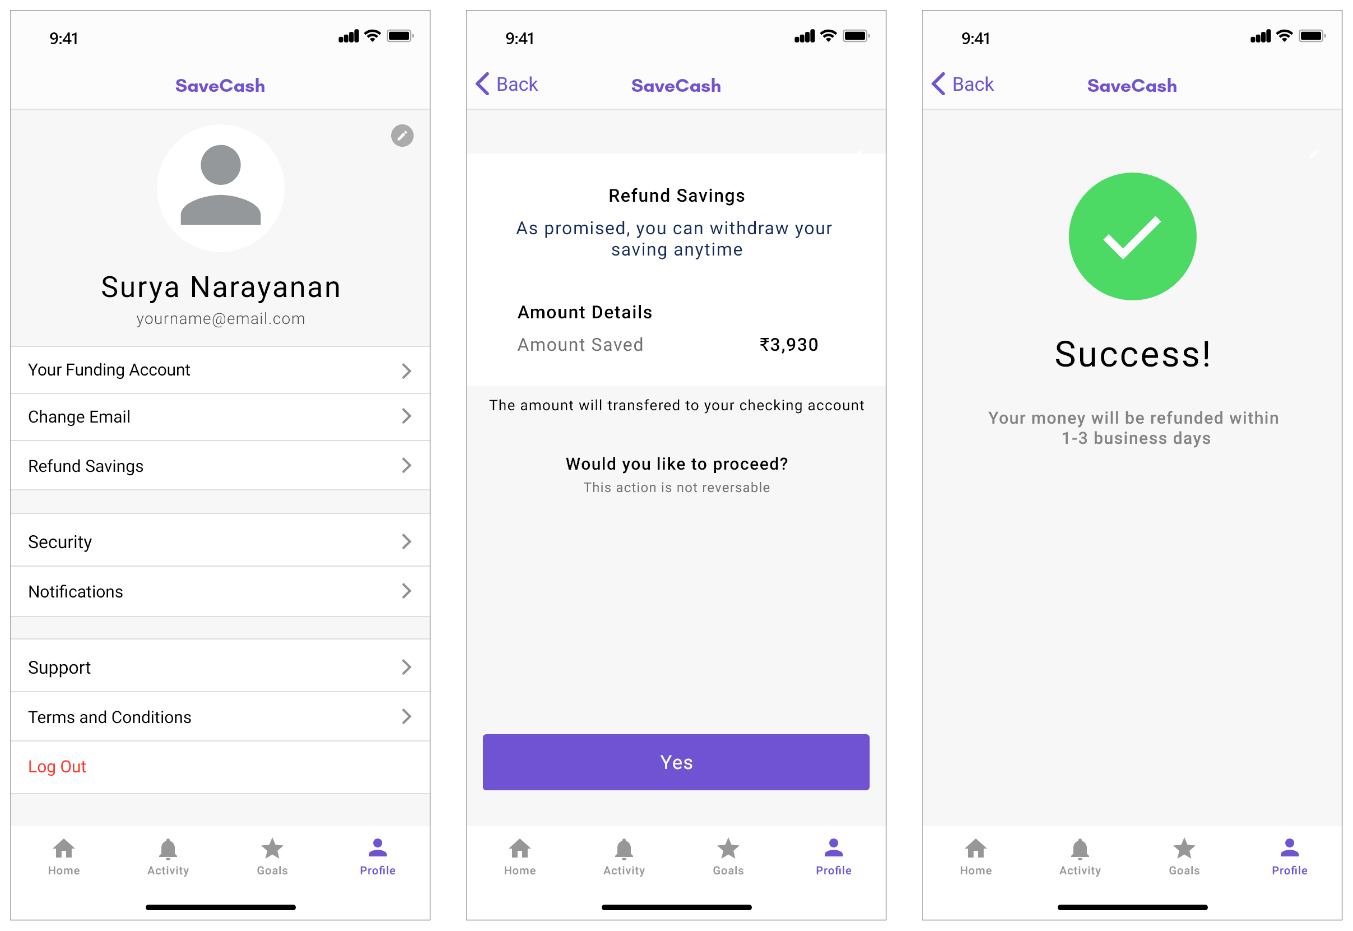 9:41
SaveCash
Surya Narayanan
yourname@email.com
Your Funding Account
Change Email
Refund Savings
Security
Notifications
Support
Terms and Conditions
Log Out
Home Activity Goals Profile
9:41
Back SaveCash
Refund Savings
As promised, you can withdraw your
saving anytime
Amount Details
Amount Saved ₹3,930
The amount will transfered to your checking account
Would you like to proceed?
This action is not reversable
Yes
Home Activity Goals Profile
9:41
Back SaveCash
Success!
Your money will be refunded within
1-3 business days
Home Activity Goals Profile